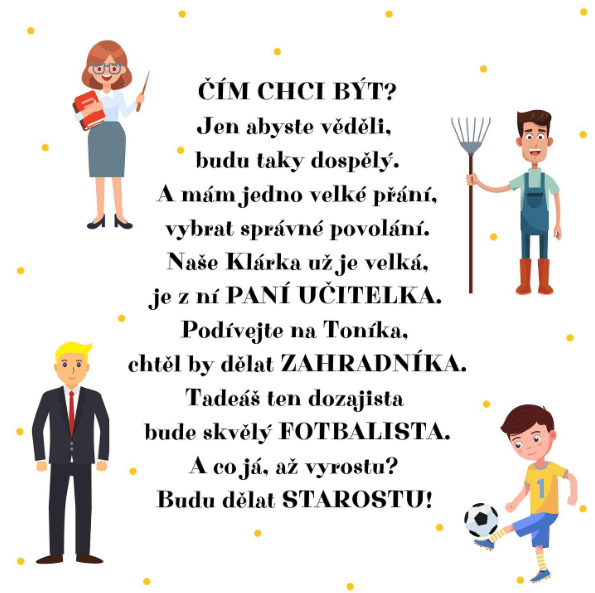 ČÍM CHCI BÝT?
Jen abyste věděli,
budu taky dospělý.
A mám jedno velké přání,
vybrat správné povolání.
Naše Klárka už je velká,
je z ní PANÍ UČITELKA.
Podívejte na Toníka,
chtěl by dělat ZAHRADNÍKA.
Tadeáš ten dozajista
bude skvělý FOTBALISTA.
A co já, až vyrostu?
Budu dělat STAROSTU!
1